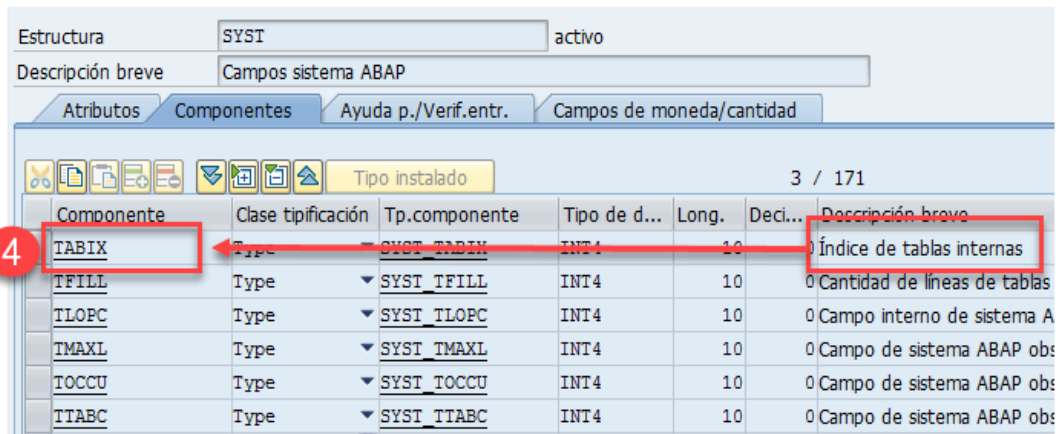 Estructura SYST activo
Descripción breve Campos sistema ABAP
Atributos Componentes Ayuda p./Verif.entr. Campos de moneda/cantidad
Tipo instalado 3 / 171
Componente Clase tipificación Tp.componente Tipo de d... Long. Deci... Descripción breve
4 TABIX Type SYST_TABIX INT4 10 0 Índice de tablas internas
TFILL Type SYST_TFILL INT4 10 0 Cantidad de líneas de tablas
TLOPC Type SYST_TLOPC INT4 10 0 Campo interno de sistema A
TMAXL Type SYST_TMAXL INT4 10 0 Campo de sistema ABAP obs
TOCCU Type SYST_TOCCU INT4 10 0 Campo de sistema ABAP obs
TTABC Type SYST_TTABC INT4 10 0 Campo de sistema ABAP obs